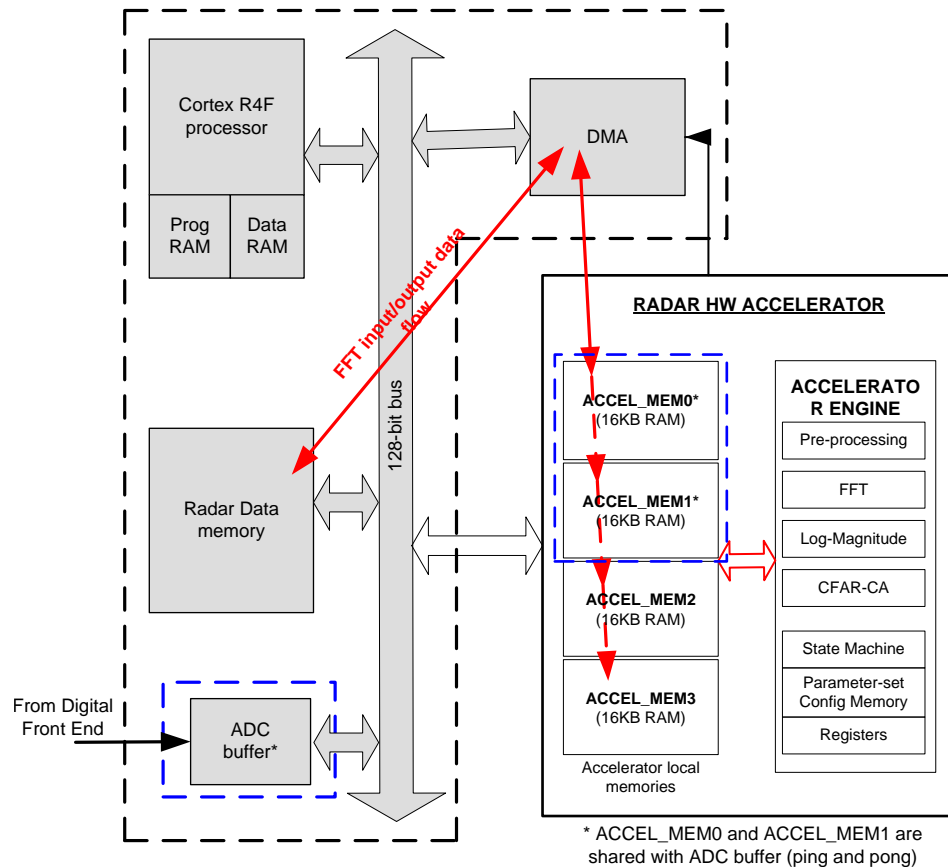 Cortex R4F
processor
Prog
RAM
Data
RAM
DMA
FFT input/output data
flow
128-bit bus
Radar Data
memory
From Digital
Front End
ADC
buffer*
RADAR HW ACCELERATOR
ACCEL_MEM0*
(16KB RAM)
ACCEL_MEM1*
(16KB RAM)
ACCEL_MEM2
(16KB RAM)
ACCEL_MEM3
(16KB RAM)
Accelerator local
memories
ACCELERATO
R ENGINE
Pre-processing
FFT
Log-Magnitude
CFAR-CA
State Machine
Parameter-set
Config Memory
Registers
* ACCEL_MEM0 and ACCEL_MEM1 are
shared with ADC buffer (ping and pong)